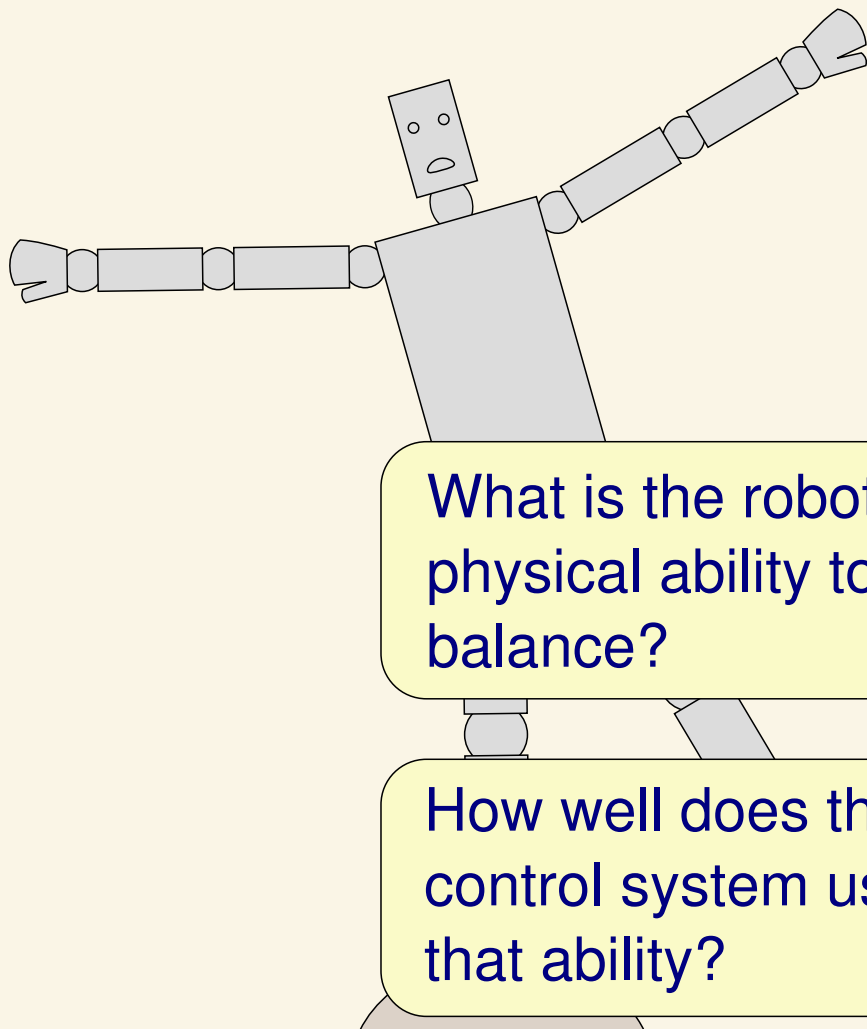 What is the robot
physical ability to
balance?
How well does th
control system us
that ability?